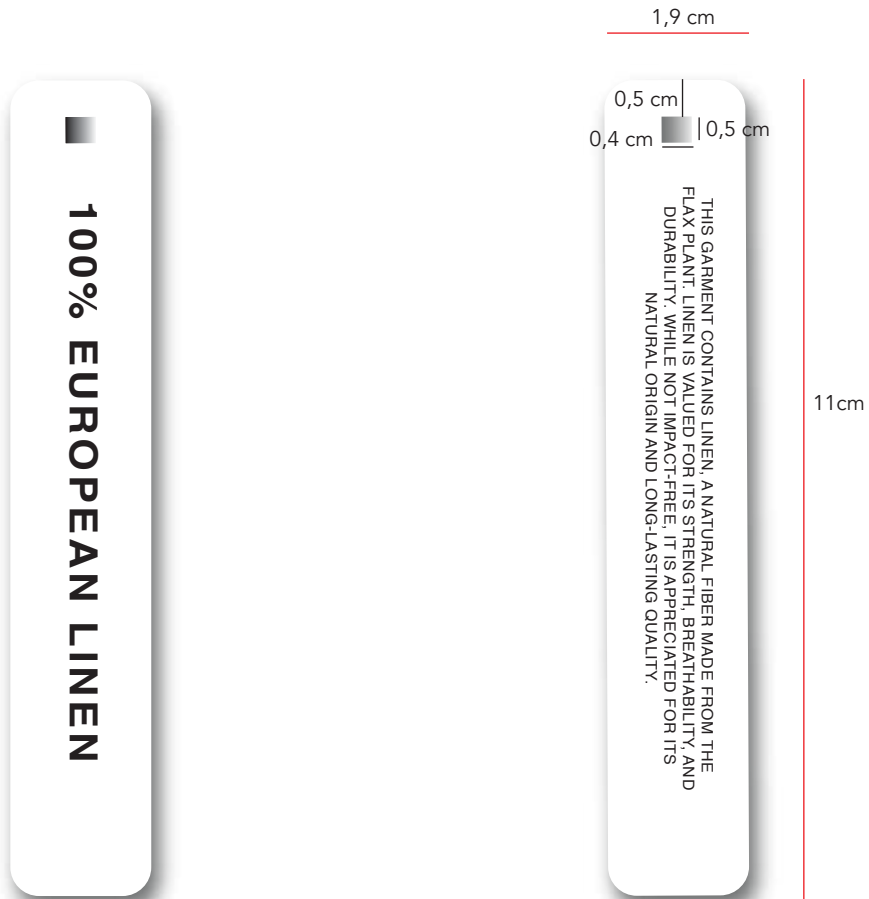 1,9 cm
0,5 cm
0,4 cm
0,5 cm
100% EUROPEAN LINEN
THIS GARMENT CONTAINS LINEN, A NATURAL FIBER MADE FROM THE
FLAX PLANT. LINEN IS VALUED FOR ITS STRENGTH, BREATHABILITY, AND
DURABILITY. WHILE NOT IMPACT-FREE, IT IS APPRECIATED FOR ITS
NATURAL ORIGIN AND LONG-LASTING QUALITY.
11cm